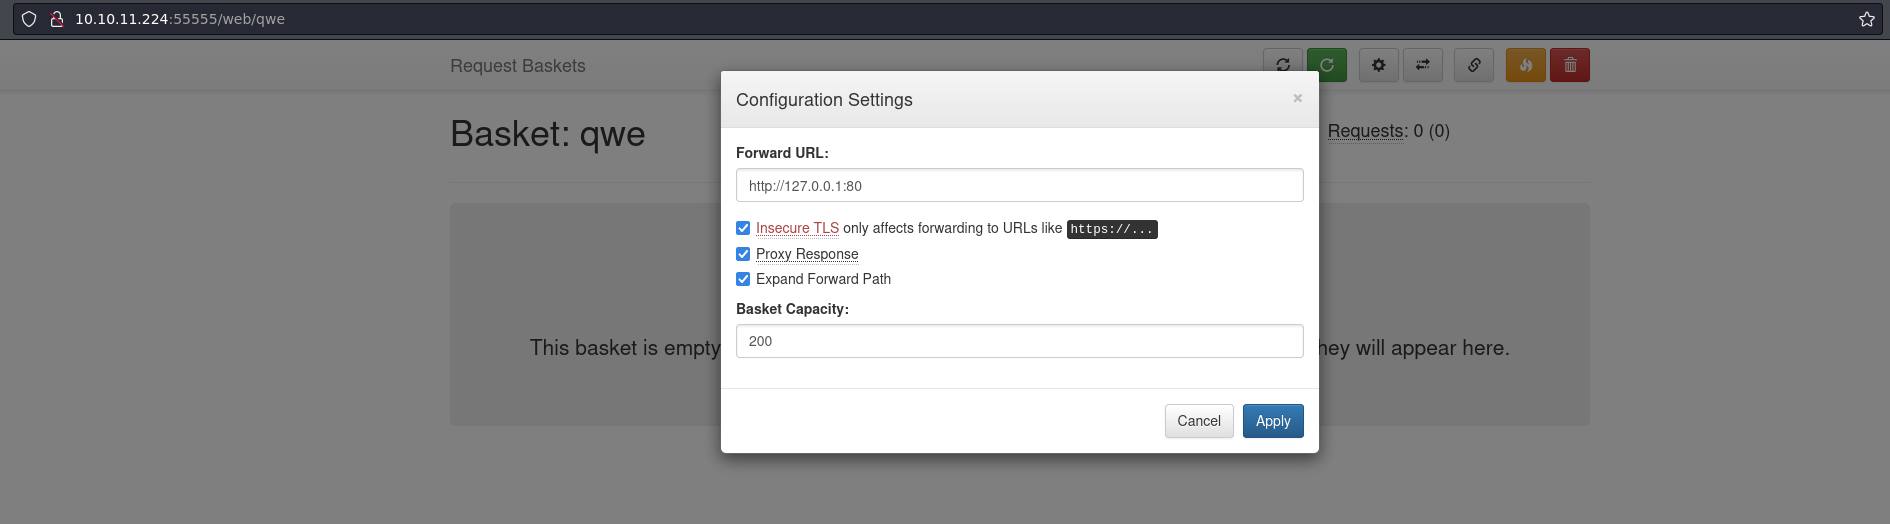 10.10.11.224:55555/web/qwe
Request Baskets
Configuration Settings
×
Basket: qwe
Requests: 0 (0)
Forward URL:
http://127.0.0.1:80
Insecure TLS only affects forwarding to URLs like https://...
Proxy Response
Expand Forward Path
Basket Capacity:
200
This basket is empty
hey will appear here.
Cancel
Apply